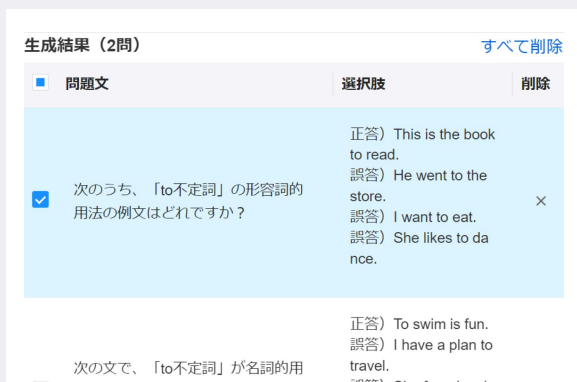 生成結果（2問）
すべて削除
問題文 選択肢 削除
正答）This is the book
to read.
誤答）He went to the
store.
誤答）I want to eat.
誤答）She likes to da
nce.
次のうち、「to不定詞」の形容詞的
用法の例文はどれですか？
正答）To swim is fun.
誤答）I have a plan to
travel.
次の文で、「to不定詞」が名詞的用